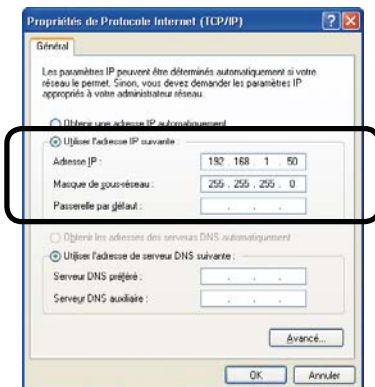 Propriétés de Protocole Internet (TCP/IP)
Général
Les paramètres IP peuvent être déterminés automatiquement si votre
réseau le permet. Sinon, vous devez demander les paramètres IP
appropriés à votre administrateur réseau.
Obtenir une adresse IP automatiquement
Utiliser l'adresse IP suivante :
Adresse IP : 192 . 168 . 1 . 50
Masque de sous-réseau : 255 . 255 . 255 . 0
Passerelle par défaut : . . .
Obtenir les adresses des serveurs DNS automatiquement
Utiliser l'adresse de serveur DNS suivante :
Serveur DNS préféré : . . .
Serveur DNS auxiliaire : . . .
Avancé...
OK Annuler